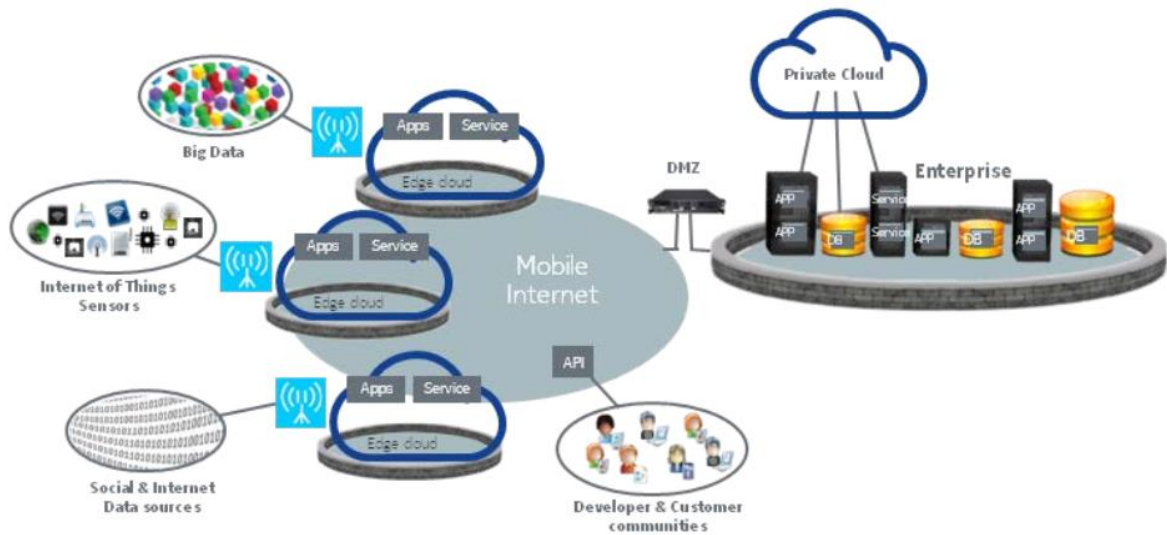 Private Cloud
Big Data
Apps
Service
Edge cloud
DMZ
Enterprise
APP
APP
DB
Service
Service
APP
DB
APP
APP
DB
Internet of Things
Sensors
Apps
Service
Edge cloud
Mobile
Internet
API
Social & Internet
Data sources
Apps
Service
Edge cloud
Developer & Customer
communities